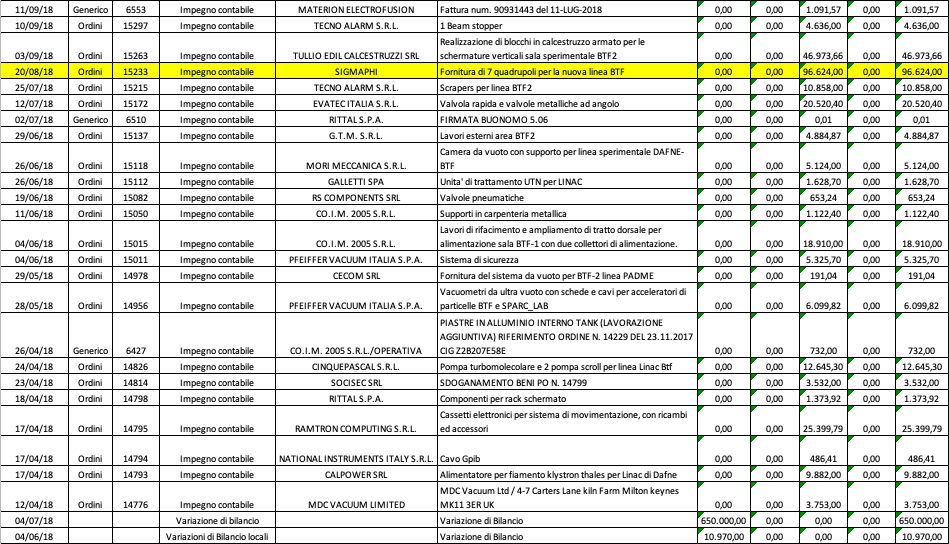 11/09/18 Generico 6553 Impegno contabile MATERION ELECTROFUSION Fattura num. 90931443 del 11-LUG-2018 0,00 0,00 1.091,57 0,00 1.091,57
10/09/18 Ordini 15297 Impegno contabile TECNO ALARM S.R.L. 1 Beam stopper 0,00 0,00 4.636,00 0,00 4.636,00
Realizzazione di blocchi in calcestruzzo armato per le
03/09/18 Ordini 15263 Impegno contabile TULLIO EDIL CALCESTRUZZI SRL schermature verticali sala sperimentale BTF2 0,00 0,00 46.973,66 0,00 46.973,66
20/08/18 Ordini 15233 Impegno contabile SIGMAPHI Fornitura di 7 quadrupoli per la nuova linea BTF 0,00 0,00 96.624,00 0,00 96.624,00
25/07/18 Ordini 15215 Impegno contabile TECNO ALARM S.R.L. Scrapers per linea BTF2 0,00 0,00 10.858,00 0,00 10.858,00
12/07/18 Ordini 15172 Impegno contabile EVATEC ITALIA S.R.L. Valvola rapida e valvole metalliche ad angolo 0,00 0,00 20.520,40 0,00 20.520,40
02/07/18 Generico 6510 Impegno contabile RITTAL S.P.A. FIRMATA BUONOMO 5.06 0,00 0,00 0,01 0,00 0,01
29/06/18 Ordini 15137 Impegno contabile G.T.M. S.R.L. Lavori esterni area BTF2 0,00 0,00 4.884,87 0,00 4.884,87
Camera da vuoto con supporto per linea sperimentale DAFNE-
26/06/18 Ordini 15118 Impegno contabile MORI MECCANICA S.R.L. BTF 0,00 0,00 5.124,00 0,00 5.124,00
26/06/18 Ordini 15112 Impegno contabile GALLETTI SPA Unita' di trattamento UTN per LINAC 0,00 0,00 1.628,70 0,00 1.628,70
19/06/18 Ordini 15082 Impegno contabile RS COMPONENTS SRL Valvole pneumatiche 0,00 0,00 653,24 0,00 653,24
11/06/18 Ordini 15050 Impegno contabile CO.I.M. 2005 S.R.L. Supporti in carpenteria metallica 0,00 0,00 1.122,40 0,00 1.122,40
Lavori di rifacimento e ampliamento di tratto dorsale per
04/06/18 Ordini 15015 Impegno contabile CO.I.M. 2005 S.R.L. alimentazione sala BTF-1 con due collettori di alimentazione. 0,00 0,00 18.910,00 0,00 18.910,00
04/06/18 Ordini 15011 Impegno contabile PFEIFFER VACUUM ITALIA S.P.A. Sistema di sicurezza 0,00 0,00 5.325,70 0,00 5.325,70
29/05/18 Ordini 14978 Impegno contabile CECOM SRL Fornitura del sistema da vuoto per BTF-2 linea PADME 0,00 0,00 191,04 0,00 191,04
Vacuometri da ultra vuoto con schede e cavi per acceleratori di
28/05/18 Ordini 14956 Impegno contabile PFEIFFER VACUUM ITALIA S.P.A. particelle BTF e SPARC_LAB 0,00 0,00 6.099,82 0,00 6.099,82
PIASTRE IN ALLUMINIO INTERNO TANK (LAVORAZIONE
AGGIUNTIVA) RIFERIMENTO ORDINE N. 14229 DEL 23.11.2017
26/04/18 Generico 6427 Impegno contabile CO.I.M. 2005 S.R.L./OPERATIVA CIG Z2B207E58E 0,00 0,00 732,00 0,00 732,00
24/04/18 Ordini 14826 Impegno contabile CINQUEPASCAL S.R.L. Pompa turbomolecolare e 2 pompa scroll per linea Linac Btf 0,00 0,00 12.645,30 0,00 12.645,30
23/04/18 Ordini 14814 Impegno contabile SOCISEC SRL SDOGANAMENTO BENI PO N. 14799 0,00 0,00 3.532,00 0,00 3.532,00
18/04/18 Ordini 14798 Impegno contabile RITTAL S.P.A. Componenti per rack schermato 0,00 0,00 1.373,92 0,00 1.373,92
Cassetti elettronici per sistema di movimentazione, con ricambi
17/04/18 Ordini 14795 Impegno contabile RAMTRON COMPUTING S.R.L. ed accessori 0,00 0,00 25.399,79 0,00 25.399,79
17/04/18 Ordini 14794 Impegno contabile NATIONAL INSTRUMENTS ITALY S.R.L. Cavo Gpib 0,00 0,00 486,41 0,00 486,41
17/04/18 Ordini 14793 Impegno contabile CALPOWER SRL Alimentatore per fiamento klystron thales per Linac di Dafne 0,00 0,00 9.882,00 0,00 9.882,00
MDC Vacuum Ltd / 4-7 Carters Lane kiln Farm Milton keynes
12/04/18 Ordini 14776 Impegno contabile MDC VACUUM LIMITED MK11 3ER UK 0,00 0,00 3.753,00 0,00 3.753,00
04/07/18 Variazione di bilancio Variazione di Bilancio 650.000,00 0,00 0,00 0,00 650.000,00
04/06/18 Variazioni di Bilancio locali Variazione di Bilancio 10.970,00 0,00 0,00 0,00 10.970,00